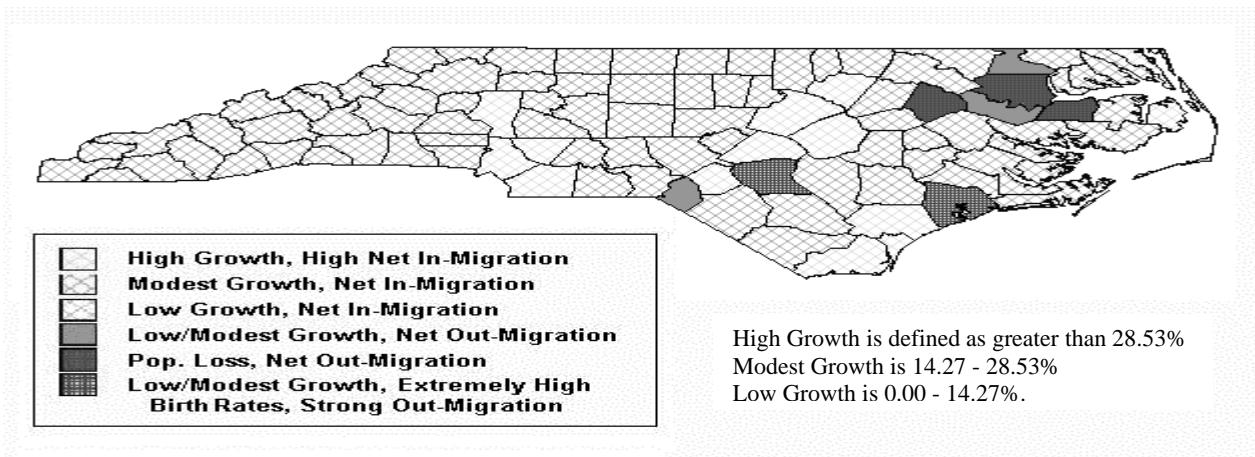 High Growth, High Net In-Migration
Modest Growth, Net In-Migration
Low Growth, Net In-Migration
Low/Modest Growth, Net Out-Migration
Pop. Loss, Net Out-Migration
Low/Modest Growth, Extremely High
Birth Rates, Strong Out-Migration
High Growth is defined as greater than 28.53%
Modest Growth is 14.27 - 28.53%
Low Growth is 0.00 - 14.27%.